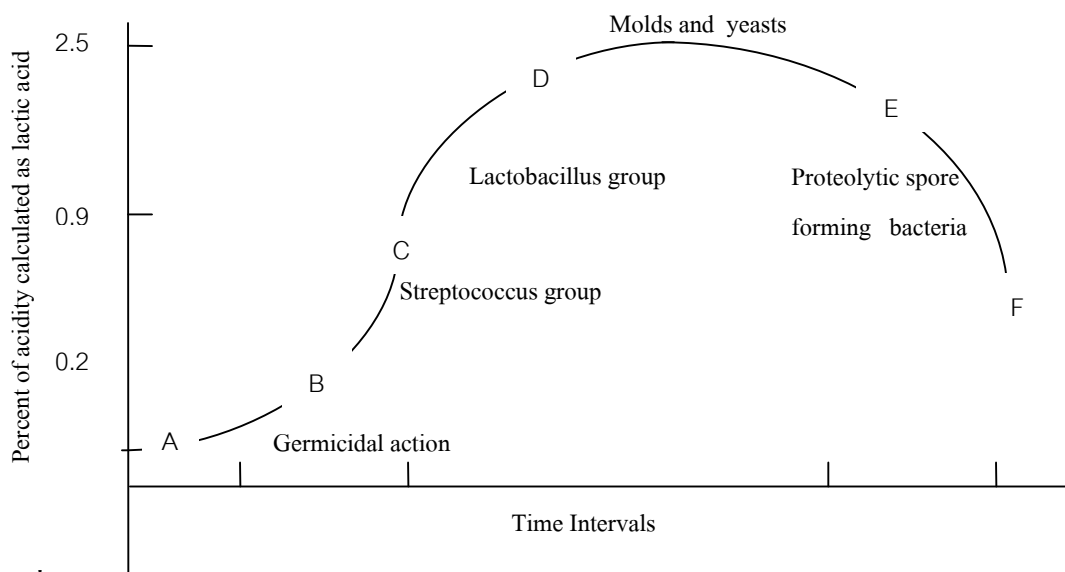 Molds and yeasts
2.5
D
E
Lactobacillus group
Proteolytic spore
forming bacteria
0.9
C
Streptococcus group
F
0.2
B
A
Germicidal action
Time Intervals
Percent of acidity calculated as lactic acid